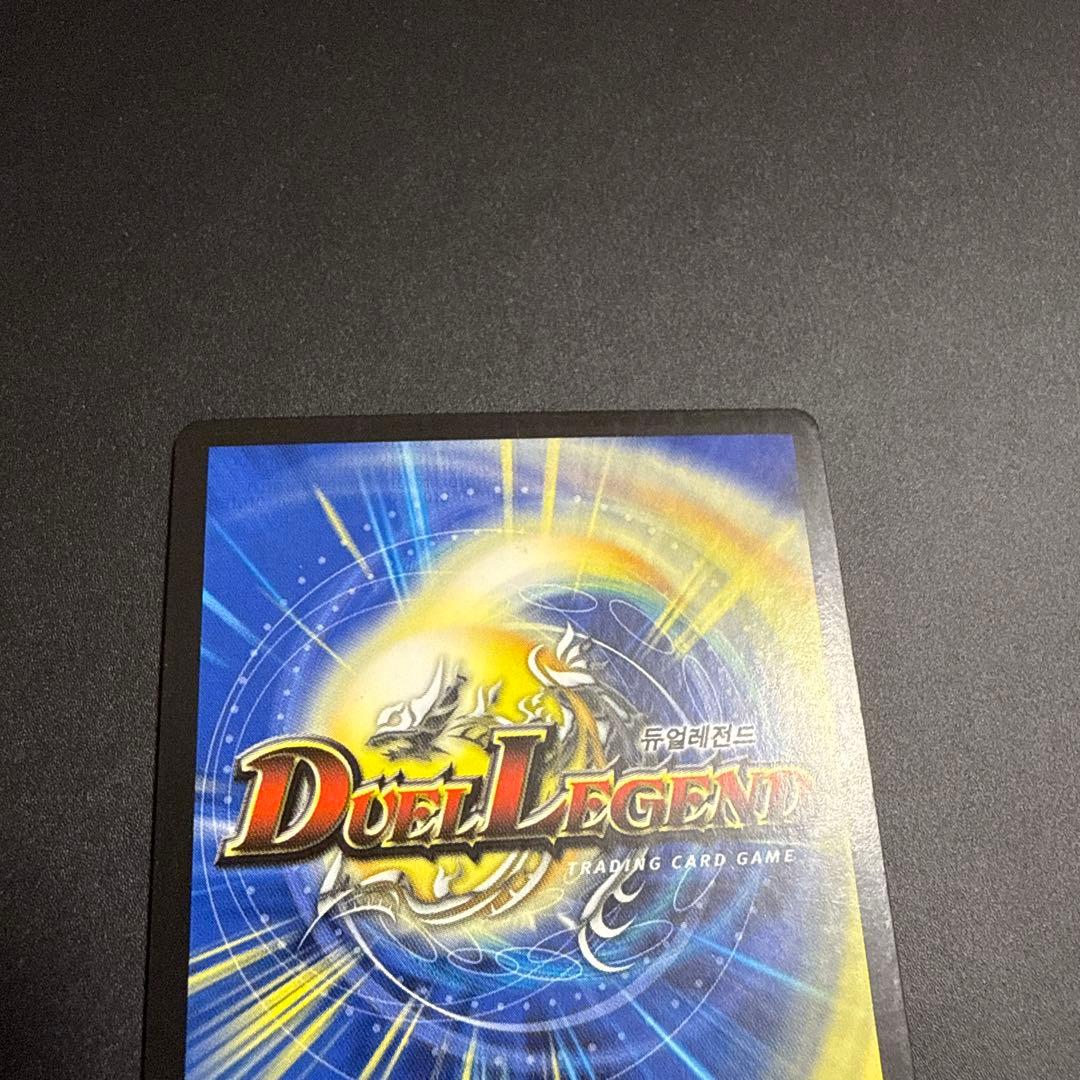 듀얼레전드
DUEL LEGEND
TRADING CARD GAME